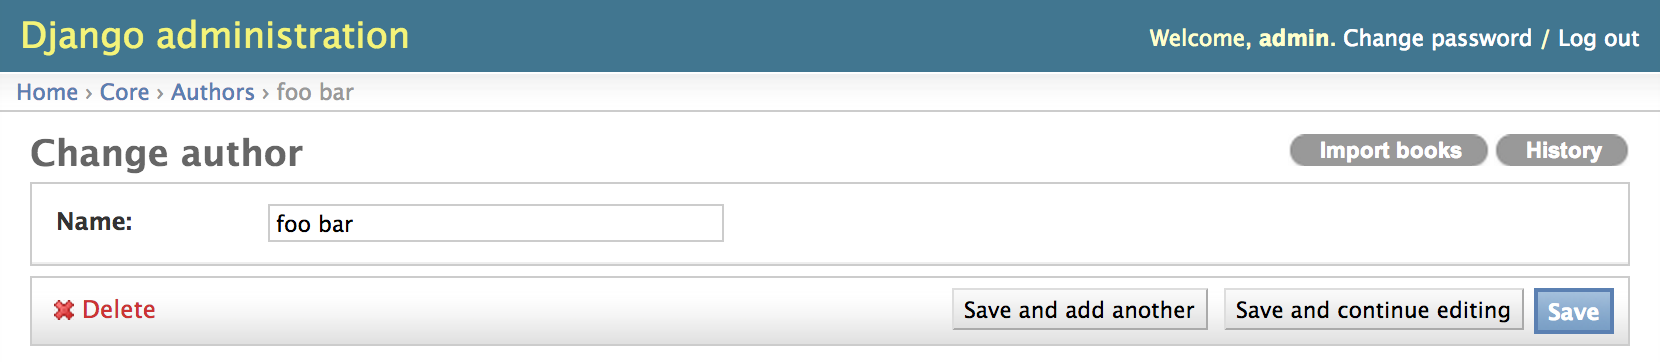 Django administration
Welcome, admin. Change password / Log out
Home › Core › Authors › foo bar
Change author
Import books
History
Name:
foo bar
Delete
Save and add another
Save and continue editing
Save